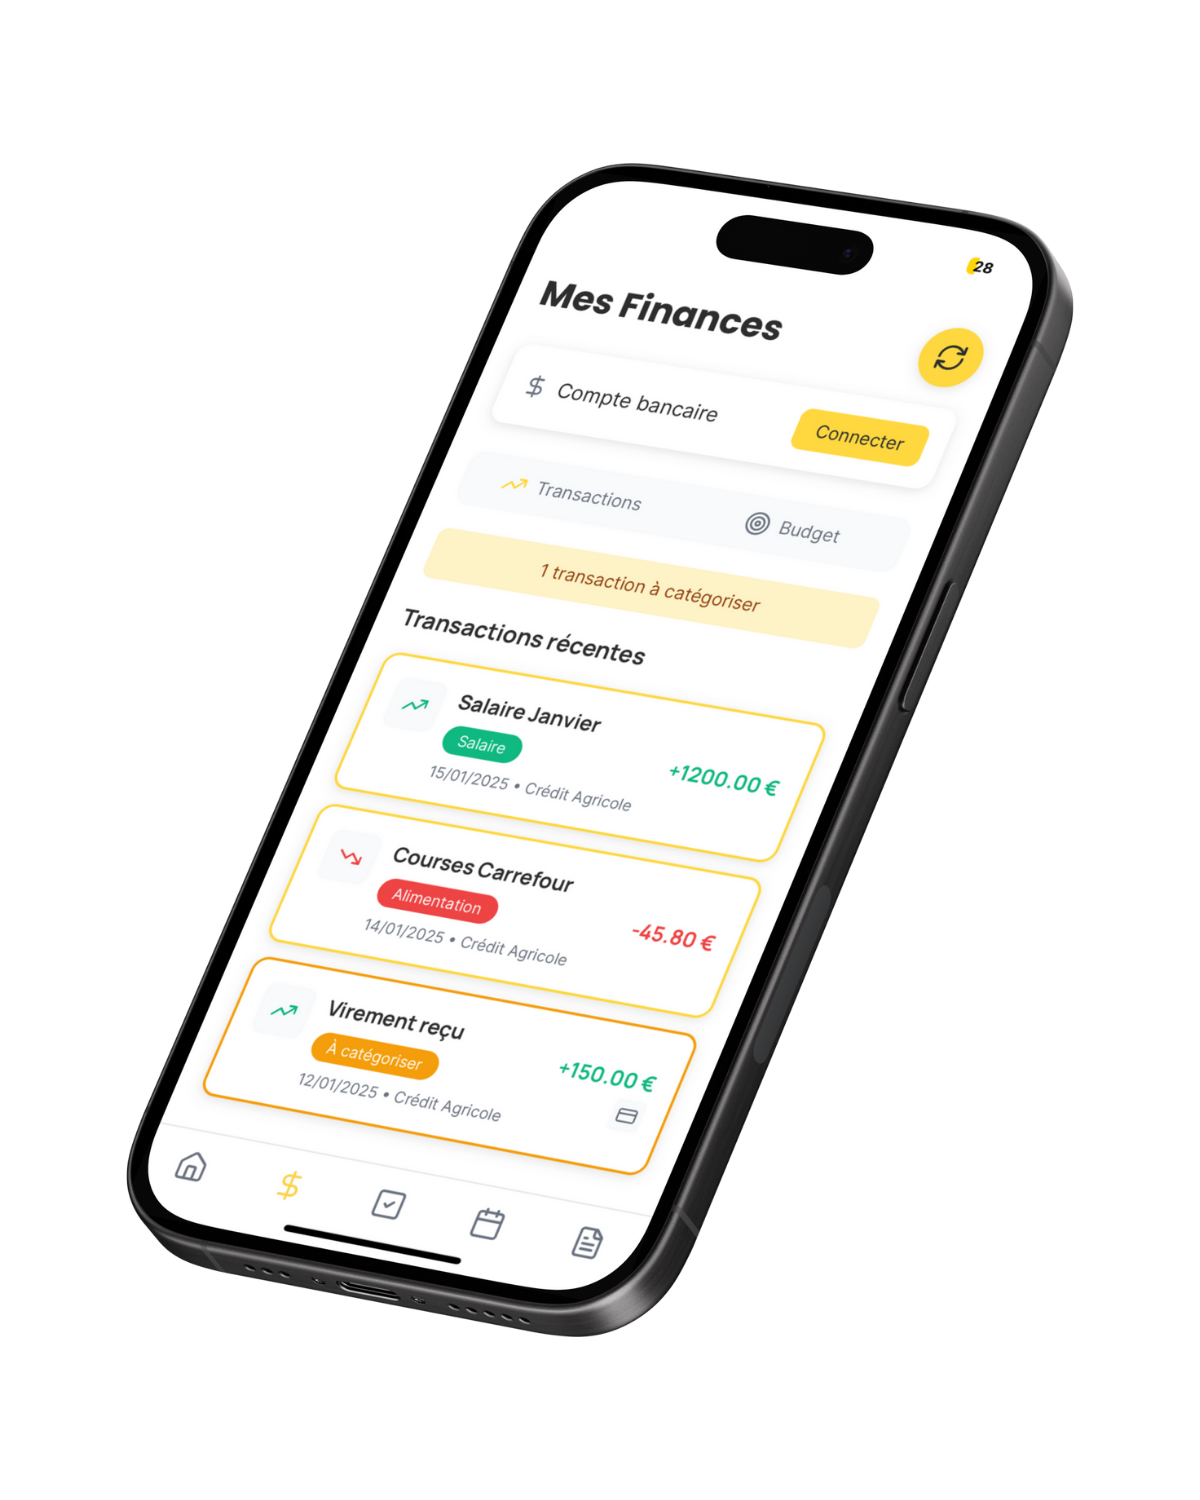 28
Mes Finances
$ Compte bancaire
Connecter
Transactions
Budget
1 transaction à catégoriser
Transactions récentes
Salaire Janvier
Salaire
+1200.00 €
15/01/2025 • Crédit Agricole
Courses Carrefour
Alimentation
-45.80 €
14/01/2025 • Crédit Agricole
Virement reçu
À catégoriser
+150.00 €
12/01/2025 • Crédit Agricole
$